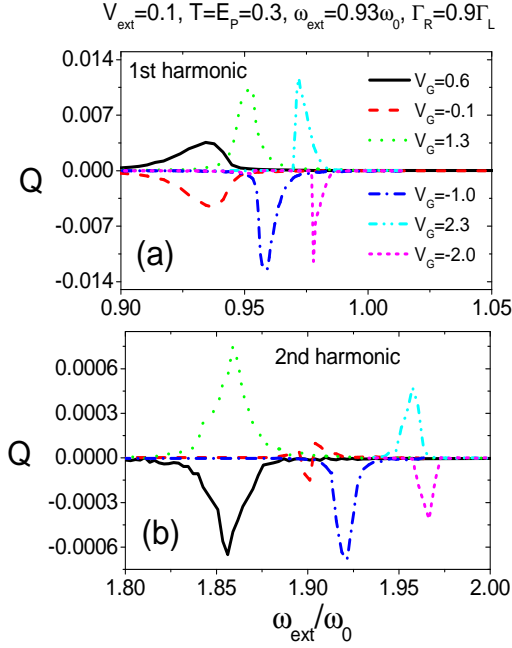 V_ext=0.1, T=E_P=0.3, ω_ext=0.93ω_0, Γ_R=0.9Γ_L
0.014
0.007
0.000
-0.007
-0.014
Q
1st harmonic
V_G=0.6
V_G=-0.1
V_G=1.3
V_G=-1.0
V_G=2.3
V_G=-2.0
(a)
0.90 0.95 1.00 1.05
0.0006
0.0003
0.0000
-0.0003
-0.0006
Q
2nd harmonic
(b)
1.80 1.85 1.90 1.95 2.00
ω_ext/ω_0